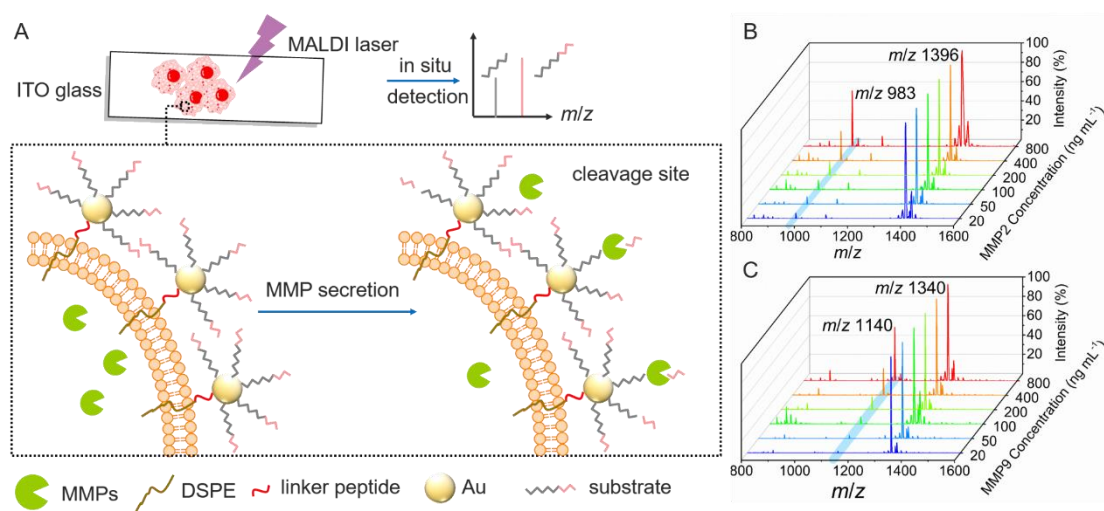 A
ITO glass
MALDI laser
in situ
detection
m/z
cleavage site
MMP secretion
MMPs
DSPE
linker peptide
Au
substrate
B
m/z 1396
m/z 983
100
80
60
40
20
Intensity (%)
800
400
200
100
50
20
MMP2 Concentration (ng mL⁻¹)
800 1000 1200 1400 1600
m/z
C
m/z 1340
m/z 1140
100
80
60
40
20
Intensity (%)
800
400
200
100
50
20
MMP9 Concentration (ng mL⁻¹)
800 1000 1200 1400 1600
m/z